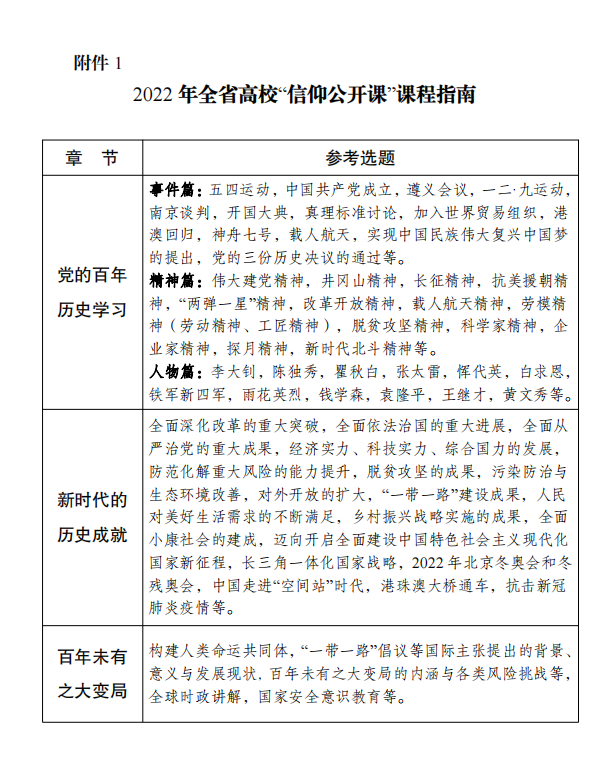 附件 1
2022 年全省高校“信仰公开课”课程指南
章 节
参考选题
党的百年
历史学习
事件篇：五四运动，中国共产党成立，遵义会议，一二·九运动，
南京谈判，开国大典，真理标准讨论，加入世界贸易组织，港
澳回归，神舟七号，载人航天，实现中国民族伟大复兴中国梦
的提出，党的三份历史决议的通过等。
精神篇：伟大建党精神，井冈山精神，长征精神，抗美援朝精
神，“两弹一星”精神，改革开放精神，载人航天精神，劳模精
神（劳动精神、工匠精神），脱贫攻坚精神，科学家精神，企
业家精神，探月精神，新时代北斗精神等。
人物篇：李大钊，陈独秀，瞿秋白，张太雷，恽代英，白求恩，
铁军新四军，雨花英烈，钱学森，袁隆平，王继才，黄文秀等。
新时代的
历史成就
全面深化改革的重大突破，全面依法治国的重大进展，全面从
严治党的重大成果，经济实力、科技实力、综合国力的发展，
防范化解重大风险的能力提升，脱贫攻坚的成果，污染防治与
生态环境改善，对外开放的扩大，“一带一路”建设成果，人民
对美好生活需求的不断满足，乡村振兴战略实施的成果，全面
小康社会的建成，迈向开启全面建设中国特色社会主义现代化
国家新征程，长三角一体化国家战略，2022 年北京冬奥会和冬
残奥会，中国走进“空间站”时代，港珠澳大桥通车，抗击新冠
肺炎疫情等。
百年未有
之大变局
构建人类命运共同体，“一带一路”倡议等国际主张提出的背景、
意义与发展现状，百年未有之大变局的内涵与各类风险挑战等，
全球时政讲解，国家安全意识教育等。